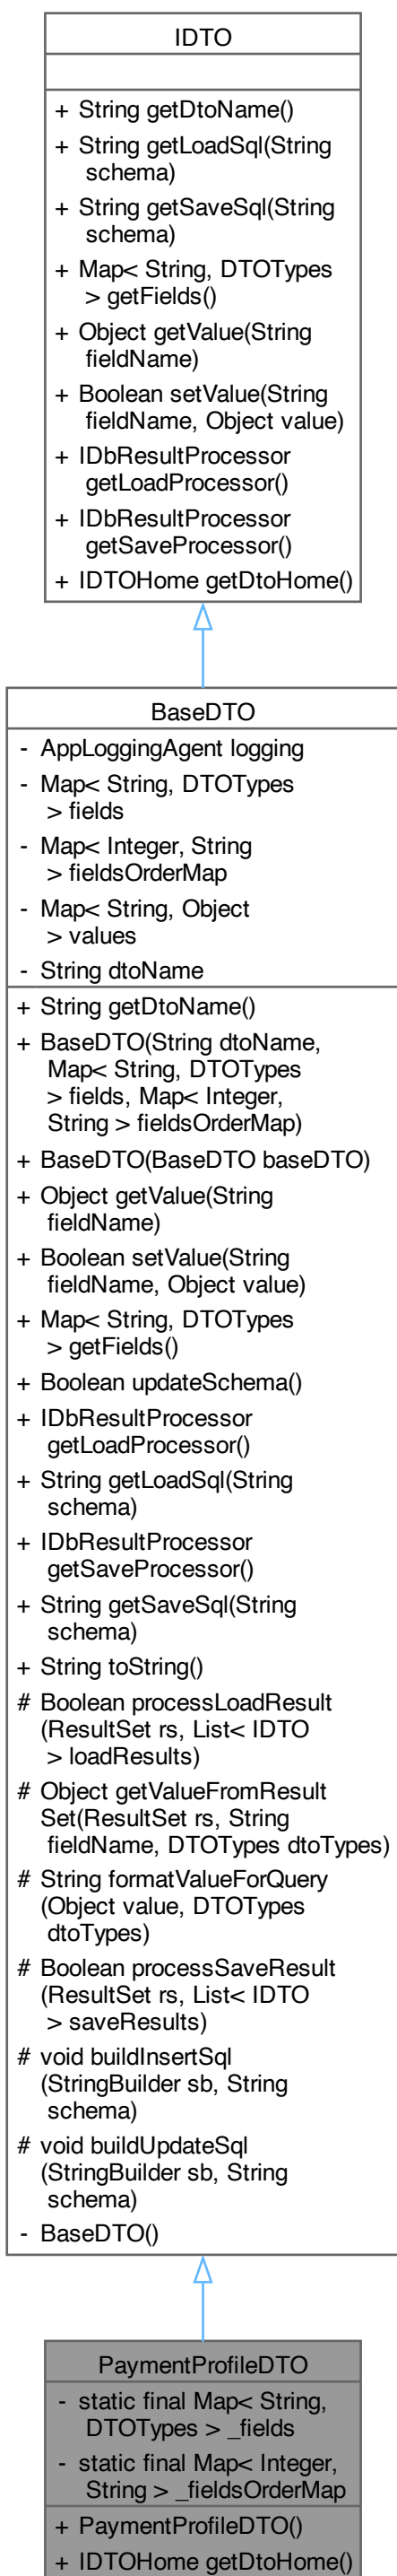 IDTO
+ String getDtoName()
+ String getLoadSql(String
schema)
+ String getSaveSql(String
schema)
+ Map< String, DTOTypes
> getFields()
+ Object getValue(String
fieldName)
+ Boolean setValue(String
fieldName, Object value)
+ IDbResultProcessor
getLoadProcessor()
+ IDbResultProcessor
getSaveProcessor()
+ IDTOHome getDtoHome()
BaseDTO
- AppLoggingAgent logging
- Map< String, DTOTypes
> fields
- Map< Integer, String
> fieldsOrderMap
- Map< String, Object
> values
- String dtoName
+ String getDtoName()
+ BaseDTO(String dtoName,
Map< String, DTOTypes
> fields, Map< Integer,
String > fieldsOrderMap)
+ BaseDTO(BaseDTO baseDTO)
+ Object getValue(String
fieldName)
+ Boolean setValue(String
fieldName, Object value)
+ Map< String, DTOTypes
> getFields()
+ Boolean updateSchema()
+ IDbResultProcessor
getLoadProcessor()
+ String getLoadSql(String
schema)
+ IDbResultProcessor
getSaveProcessor()
+ String getSaveSql(String
schema)
+ String toString()
# Boolean processLoadResult
(ResultSet rs, List< IDTO
> loadResults)
# Object getValueFromResult
Set(ResultSet rs, String
fieldName, DTOTypes dtoTypes)
# String formatValueForQuery
(Object value, DTOTypes
dtoTypes)
# Boolean processSaveResult
(ResultSet rs, List< IDTO
> saveResults)
# void buildInsertSql
(StringBuilder sb, String
schema)
# void buildUpdateSql
(StringBuilder sb, String
schema)
- BaseDTO()
PaymentProfileDTO
- static final Map< String,
DTOTypes > _fields
- static final Map< Integer,
String > _fieldsOrderMap
+ PaymentProfileDTO()
+ IDTOHome getDtoHome()